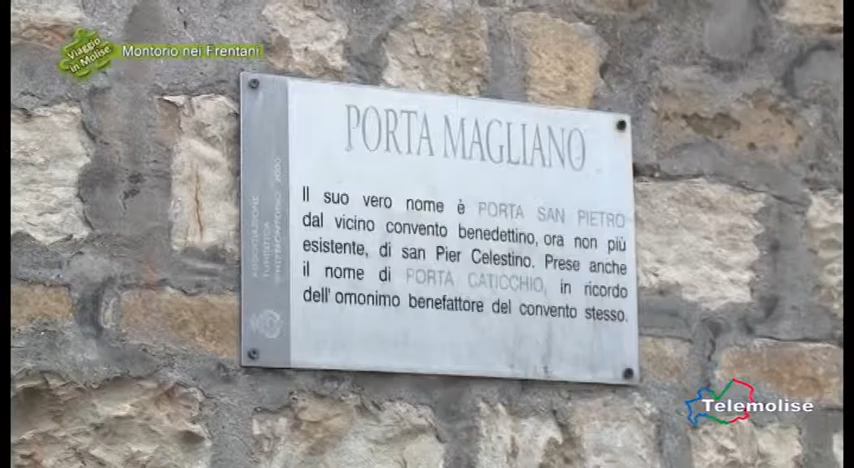 Viaggio
in Molise
Montorio nei Frentani
PORTA MAGLIANO
Il suo vero nome è PORTA SAN PIETRO
dal vicino convento benedettino, ora non più
esistente, di san Pier Celestino. Prese anche
il nome di PORTA CATICCHIO, in ricordo
dell'omonimo benefattore del convento stesso.
ASSOCIAZIONE
TURISTICA
Telemolise